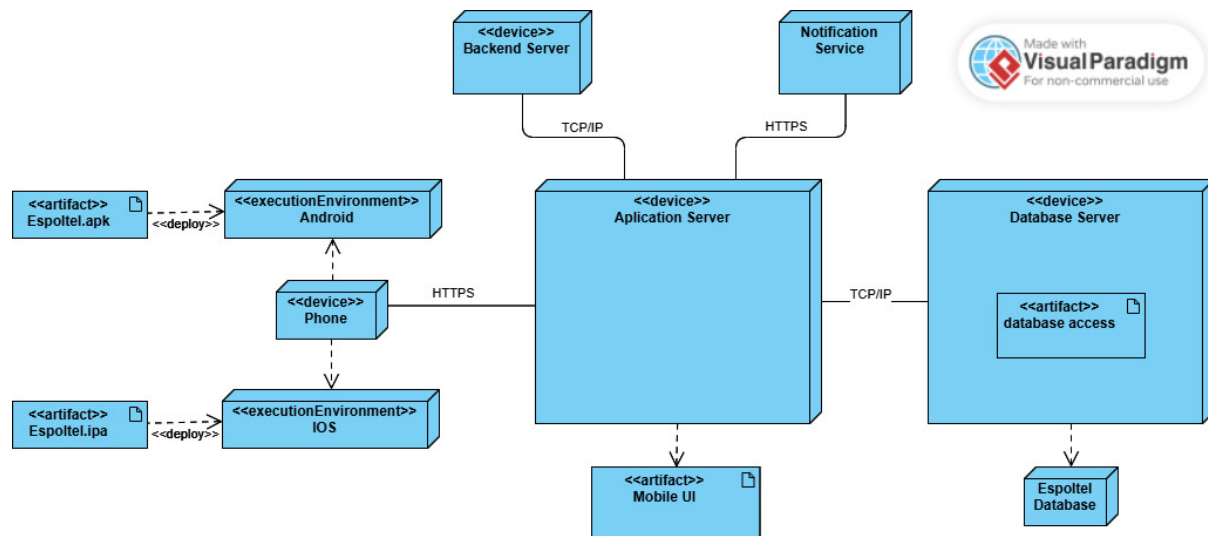 <<device>>
Backend Server
Notification
Service
Made with
VisualParadigm
For non-commercial use
TCP/IP
HTTPS
<<artifact>>
Espoltel.apk
<<deploy>>
<<executionEnvironment>>
Android
<<device>>
Aplication Server
<<device>>
Database Server
<<device>>
Phone
HTTPS
TCP/IP
<<artifact>>
database access
<<artifact>>
Espoltel.ipa
<<deploy>>
<<executionEnvironment>>
IOS
<<artifact>>
Mobile UI
Espoltel
Database